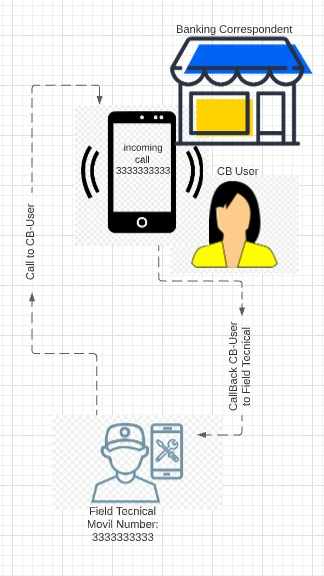 Banking Correspondent
incoming
call
3333333333
CB User
Call to CB-User
CallBack CB-User
to Field Tecnical
Field Tecnical
Movil Number:
3333333333